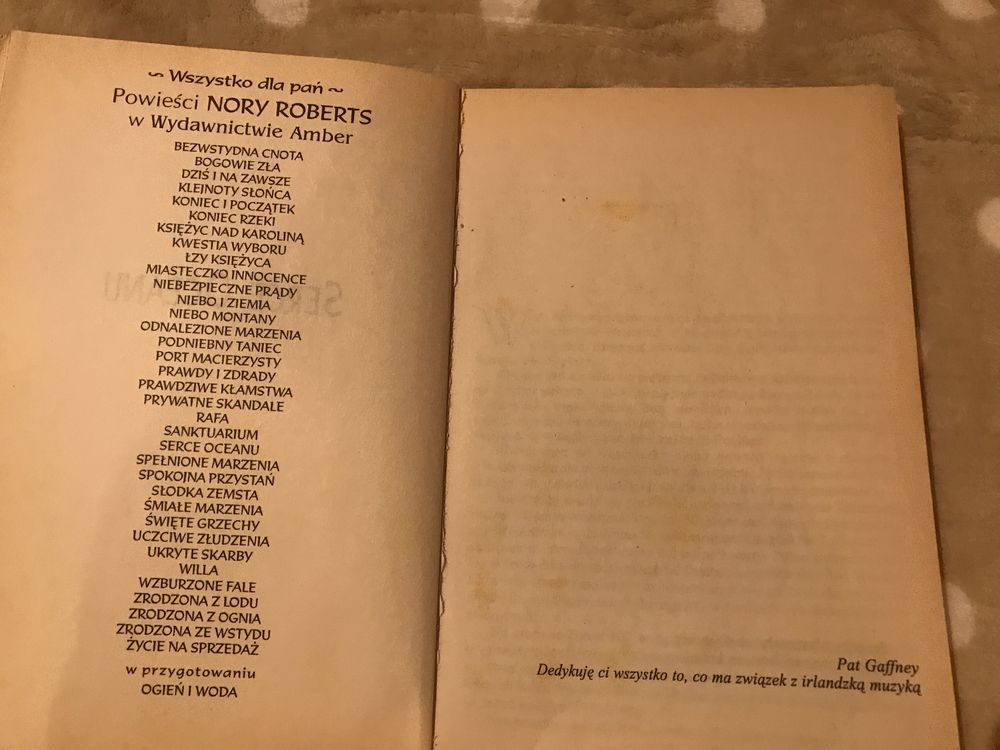 ~ Wszystko dla pań ~
Powieści NORY ROBERTS
w Wydawnictwie Amber
BEZWSTYDNA CNOTA
BOGOWIE ZŁA
DZIŚ I NA ZAWSZE
KLEJNOTY SŁOŃCA
KONIEC I POCZĄTEK
KONIEC RZEKI
KSIĘŻYC NAD KAROLINĄ
KWESTIA WYBORU
ŁZY KSIĘŻYCA
MIASTECZKO INNOCENCE
NIEBEZPIECZNE PRĄDY
NIEBO I ZIEMIA
NIEBO MONTANY
ODNALEZIONE MARZENIA
PODNIEBNY TANIEC
PORT MACIERZYSTY
PRAWDY I ZDRADY
PRAWDZIWE KŁAMSTWA
PRYWATNE SKANDALE
RAFA
SANKTUARIUM
SERCE OCEANU
SPEŁNIONE MARZENIA
SPOKOJNA PRZYSTAŃ
SŁODKA ZEMSTA
ŚMIAŁE MARZENIA
ŚWIĘTE GRZECHY
UCZCIWE ZŁUDZENIA
UKRYTE SKARBY
WILLA
WZBURZONE FALE
ZRODZONA Z LODU
ZRODZONA Z OGNIA
ZRODZONA ZE WSTYDU
ŻYCIE NA SPRZEDAŻ
w przygotowaniu
OGIEŃ I WODA
Pat Gaffney
Dedykuję ci wszystko to, co ma związek z irlandzką muzyką